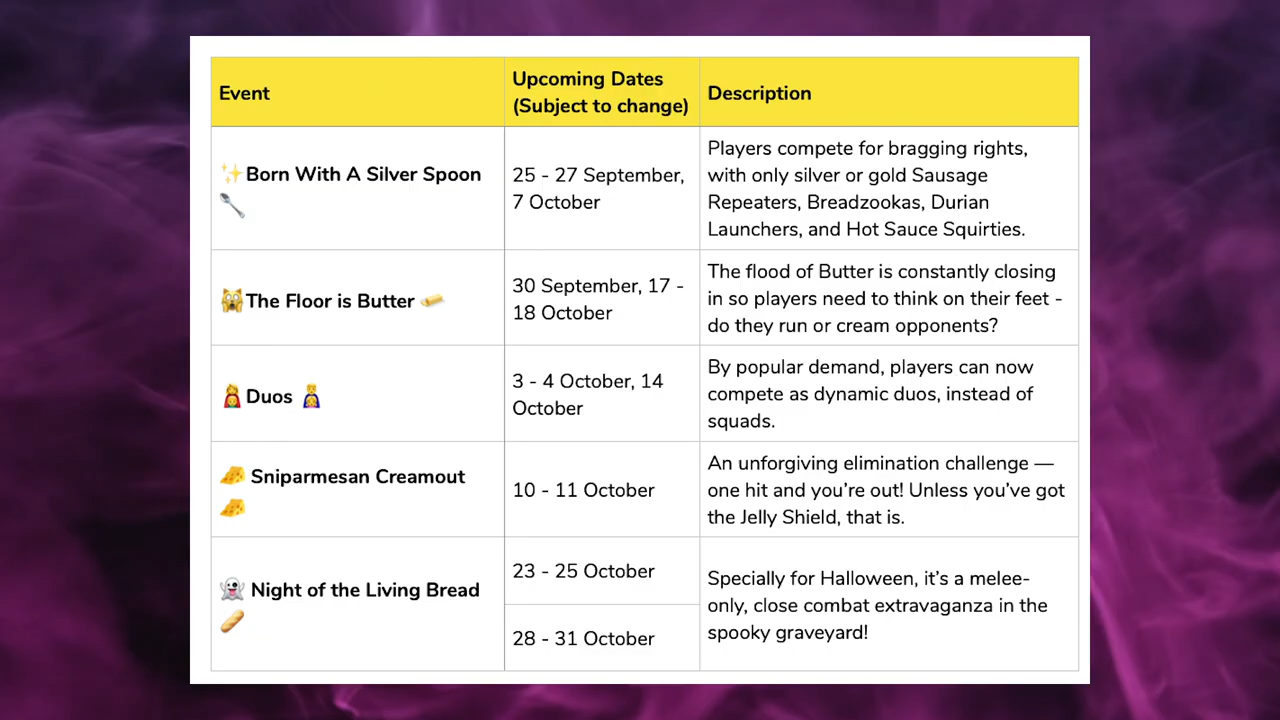 Event
Upcoming Dates
(Subject to change)
Description
✨Born With A Silver Spoon
🥄
25 - 27 September,
7 October
Players compete for bragging rights,
with only silver or gold Sausage
Repeaters, Breadzookas, Durian
Launchers, and Hot Sauce Squirties.
🙀The Floor is Butter 🧈
30 September, 17 -
18 October
The flood of Butter is constantly closing
in so players need to think on their feet -
do they run or cream opponents?
🦸Duos 🦹
3 - 4 October, 14
October
By popular demand, players can now
compete as dynamic duos, instead of
squads.
🧀 Sniparmesan Creamout
🧀
10 - 11 October
An unforgiving elimination challenge —
one hit and you’re out! Unless you’ve got
the Jelly Shield, that is.
👻 Night of the Living Bread
🥖
23 - 25 October
28 - 31 October
Specially for Halloween, it’s a melee-
only, close combat extravaganza in the
spooky graveyard!